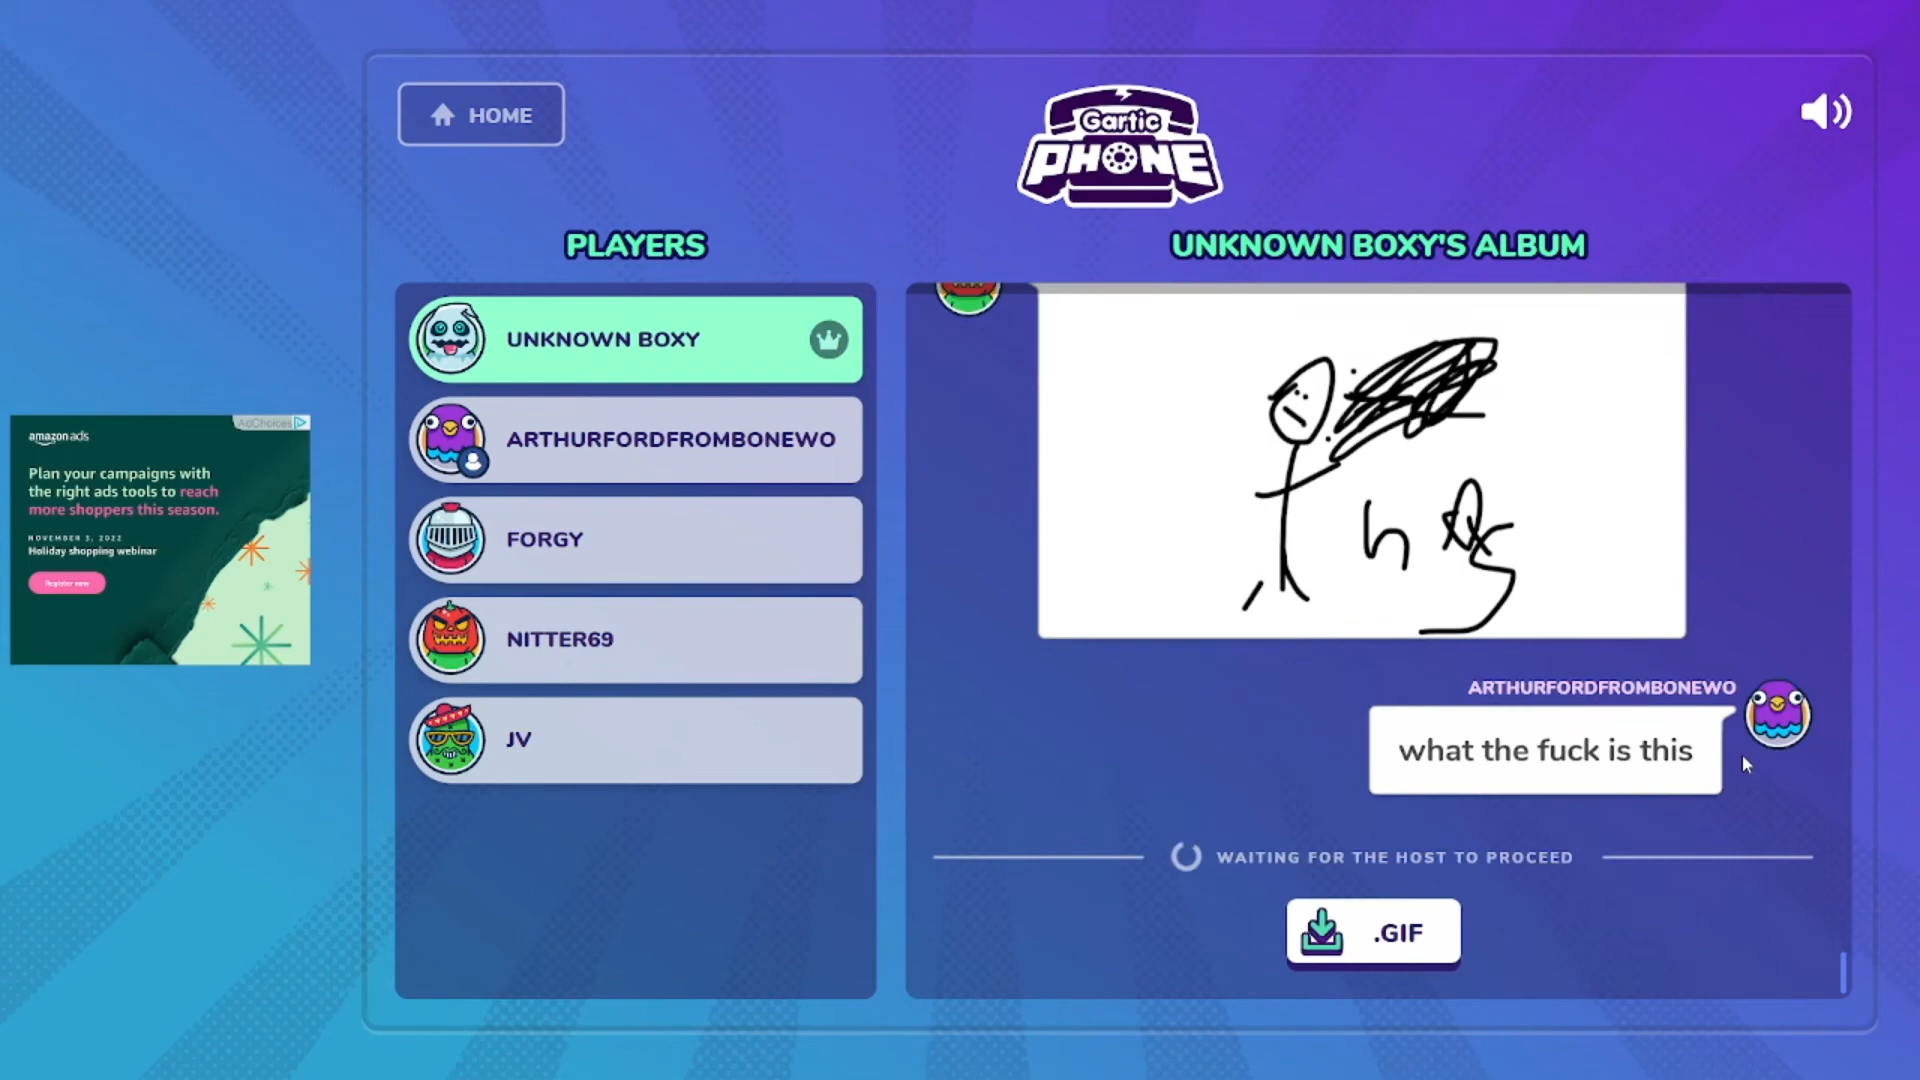 HOME
Gartic
PHONE
PLAYERS
UNKNOWN BOXY'S ALBUM
UNKNOWN BOXY
ARTHURFORDFROMBONEWO
FORGY
NITTER69
JV
AdChoices
amazon ads
Plan your campaigns with
the right ads tools to reach
more shoppers this season.
NOVEMBER 3, 2022
Holiday shopping webinar
Register now
ARTHURFORDFROMBONEWO
what the fuck is this
WAITING FOR THE HOST TO PROCEED
.GIF